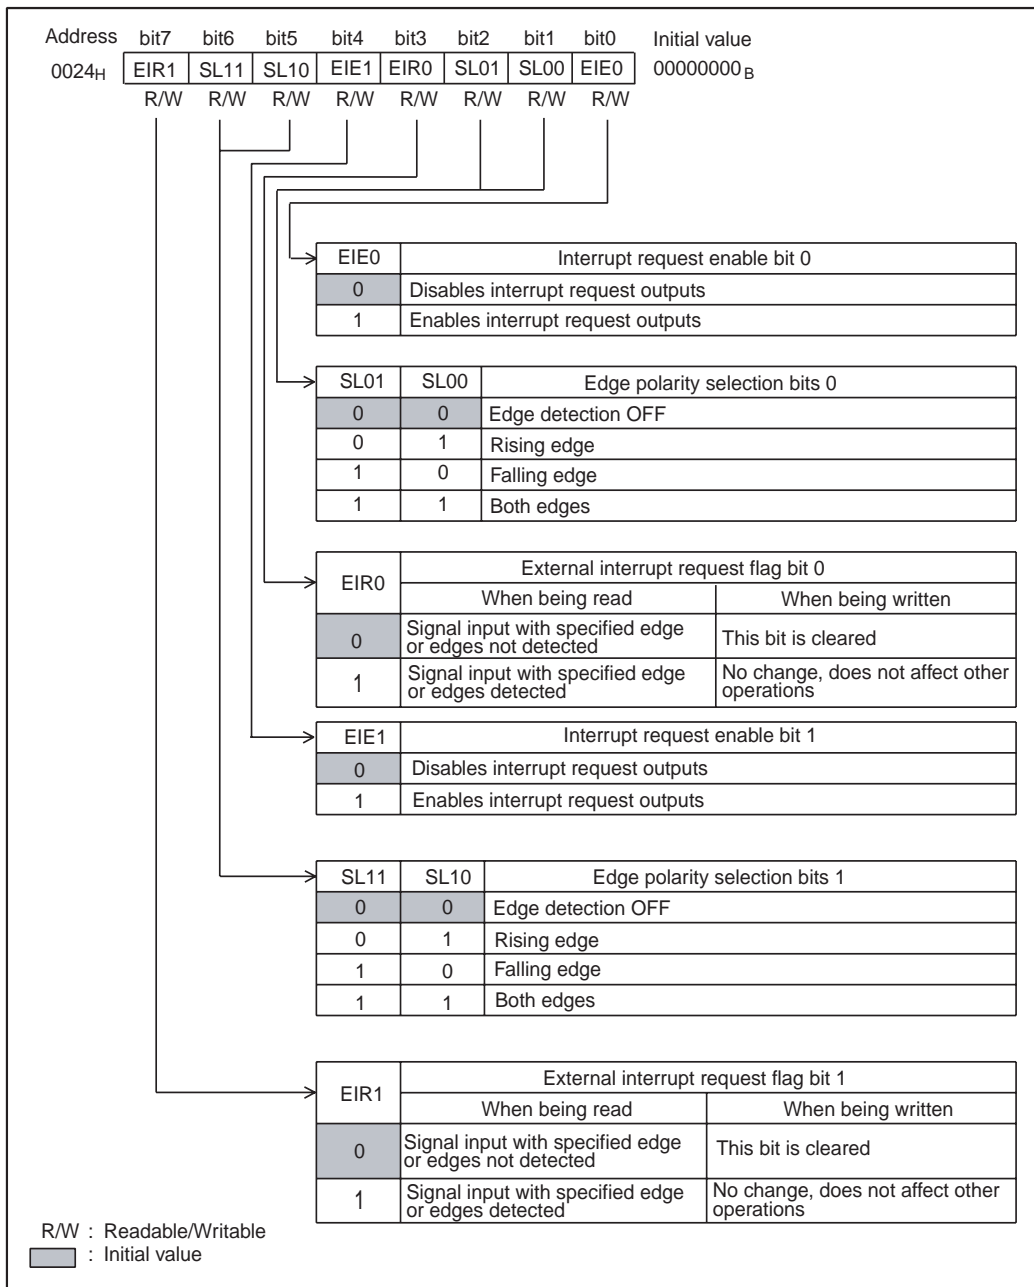 Address bit7 bit6 bit5 bit4 bit3 bit2 bit1 bit0 Initial value
0024H EIR1 SL11 SL10 EIE1 EIR0 SL01 SL00 EIE0 00000000B
R/W R/W R/W R/W R/W R/W R/W R/W
EIE0 Interrupt request enable bit 0
0 Disables interrupt request outputs
1 Enables interrupt request outputs
SL01 SL00 Edge polarity selection bits 0
0 0 Edge detection OFF
0 1 Rising edge
1 0 Falling edge
1 1 Both edges
EIR0 External interrupt request flag bit 0
When being read When being written
0 Signal input with specified edge
or edges not detected This bit is cleared
1 Signal input with specified edge
or edges detected No change, does not affect other
operations
EIE1 Interrupt request enable bit 1
0 Disables interrupt request outputs
1 Enables interrupt request outputs
SL11 SL10 Edge polarity selection bits 1
0 0 Edge detection OFF
0 1 Rising edge
1 0 Falling edge
1 1 Both edges
EIR1 External interrupt request flag bit 1
When being read When being written
0 Signal input with specified edge
or edges not detected This bit is cleared
1 Signal input with specified edge
or edges detected No change, does not affect other
operations
R/W : Readable/Writable
: Initial value